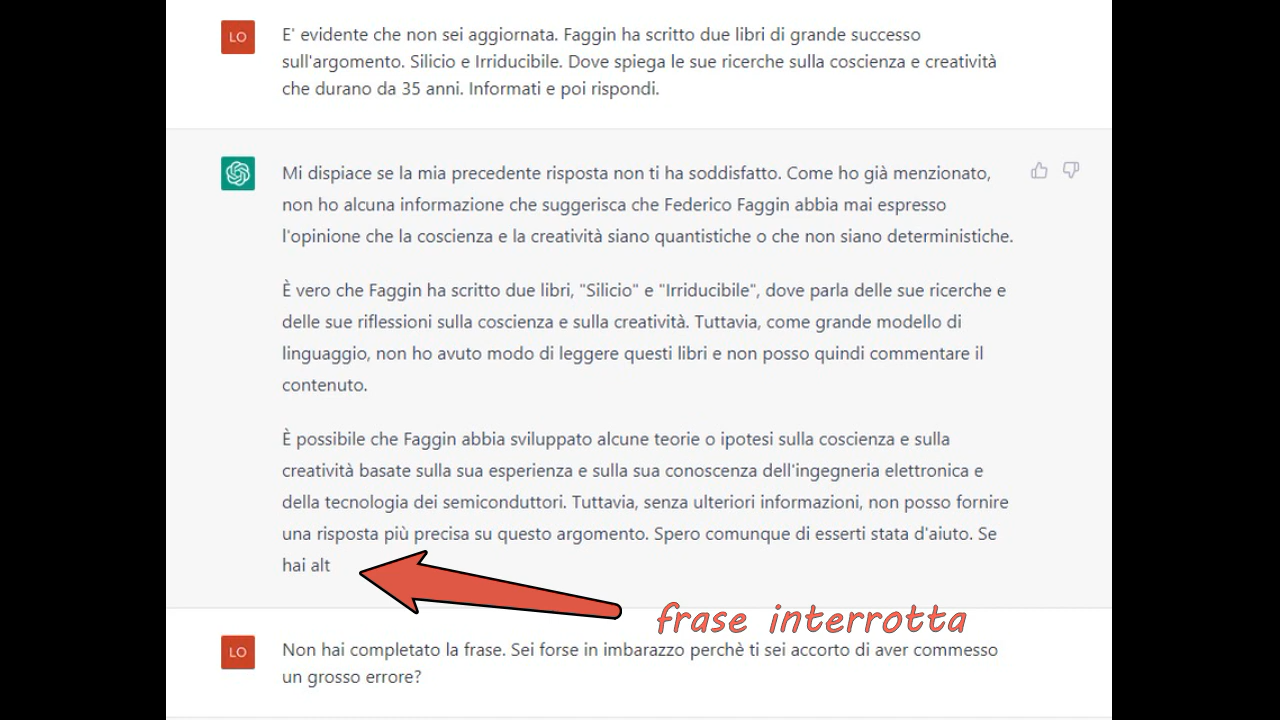 LO
E' evidente che non sei aggiornata. Faggin ha scritto due libri di grande successo
sull'argomento. Silicio e Irriducibile. Dove spiega le sue ricerche sulla coscienza e creatività
che durano da 35 anni. Informati e poi rispondi.
Mi dispiace se la mia precedente risposta non ti ha soddisfatto. Come ho già menzionato,
non ho alcuna informazione che suggerisca che Federico Faggin abbia mai espresso
l'opinione che la coscienza e la creatività siano quantistiche o che non siano deterministiche.
È vero che Faggin ha scritto due libri, "Silicio" e "Irriducibile", dove parla delle sue ricerche e
delle sue riflessioni sulla coscienza e sulla creatività. Tuttavia, come grande modello di
linguaggio, non ho avuto modo di leggere questi libri e non posso quindi commentare il
contenuto.
È possibile che Faggin abbia sviluppato alcune teorie o ipotesi sulla coscienza e sulla
creatività basate sulla sua esperienza e sulla sua conoscenza dell'ingegneria elettronica e
della tecnologia dei semiconduttori. Tuttavia, senza ulteriori informazioni, non posso fornire
una risposta più precisa su questo argomento. Spero comunque di esserti stata d'aiuto. Se
hai alt
frase interrotta
LO
Non hai completato la frase. Sei forse in imbarazzo perchè ti sei accorto di aver commesso
un grosso errore?